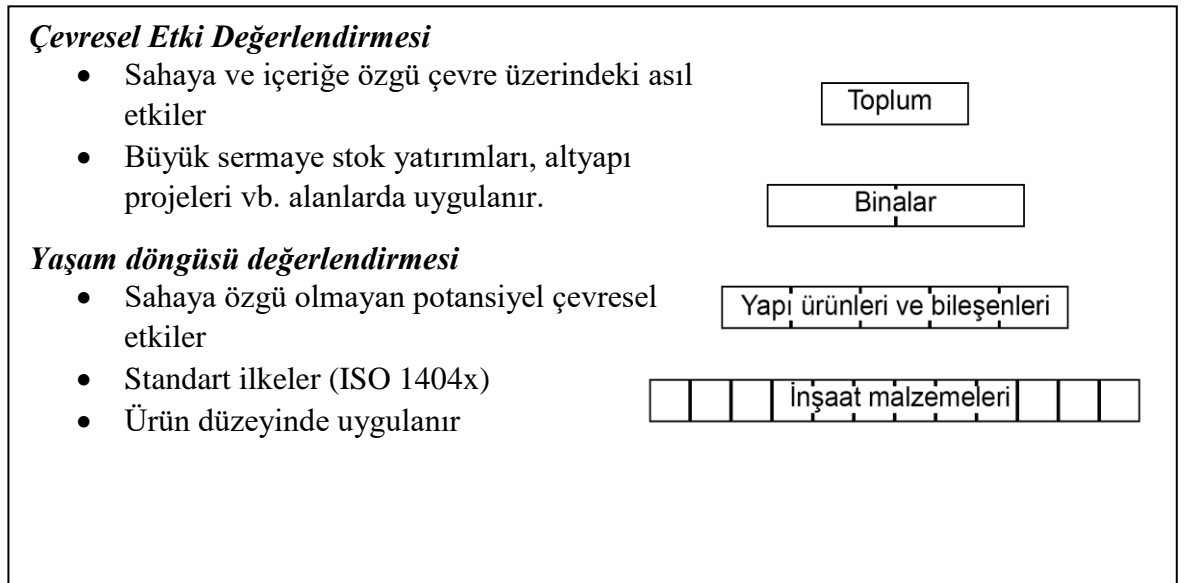 Çevresel Etki Değerlendirmesi
• Sahaya ve içeriğe özgü çevre üzerindeki asıl
etkiler
• Büyük sermaye stok yatırımları, altyapı
projeleri vb. alanlarda uygulanır.
Yaşam döngüsü değerlendirmesi
• Sahaya özgü olmayan potansiyel çevresel
etkiler
• Standart ilkeler (ISO 1404x)
• Ürün düzeyinde uygulanır
Toplum
Binalar
Yapı ürünleri ve bileşenleri
İnşaat malzemeleri